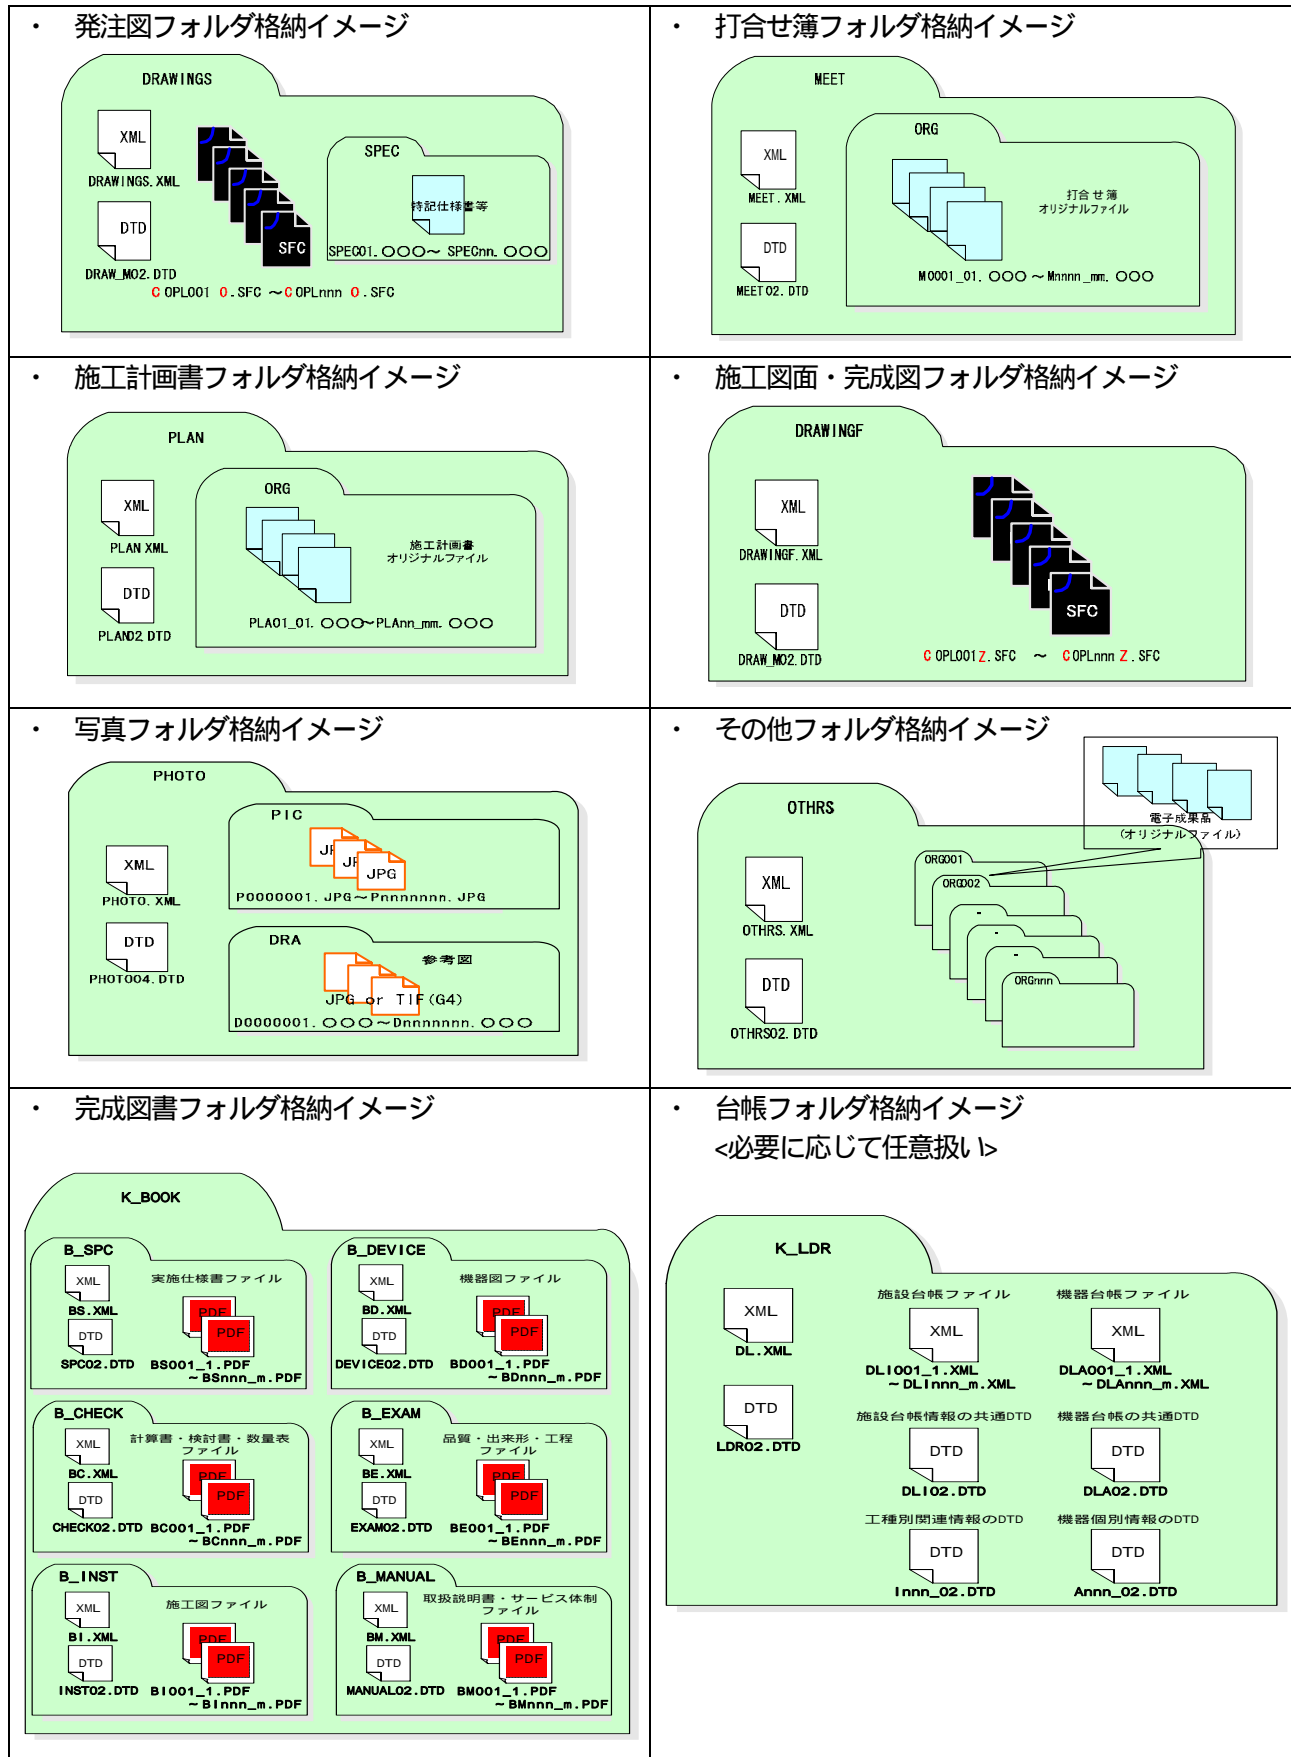 ・ 発注図フォルダ格納イメージ
DRAWINGS
XML
DRAWINGS.XML
DTD
DRAW_M02.DTD
SFC
C0PL001 0.SFC ～C0PLnnn 0.SFC
SPEC
特記仕様書等
SPEC01.〇〇〇～ SPECnn.〇〇〇
・ 打合せ簿フォルダ格納イメージ
MEET
XML
MEET.XML
DTD
MEET02.DTD
ORG
打合せ簿
オリジナルファイル
M0001_01.〇〇〇～Mnnnn_mm.〇〇〇
・ 施工計画書フォルダ格納イメージ
PLAN
XML
PLAN XML
DTD
PLAN02 DTD
ORG
施工計画書
オリジナルファイル
PLA01_01.〇〇〇～PLAnn_mm.〇〇〇
・ 施工図面・完成図フォルダ格納イメージ
DRAWINGF
XML
DRAWINGF.XML
DTD
DRAW_M02.DTD
SFC
C0PL001Z.SFC ～ C0PLnnn Z.SFC
・ 写真フォルダ格納イメージ
PHOTO
XML
PHOTO.XML
DTD
PHOTO04.DTD
PIC
JPG
P0000001.JPG～Pnnnnnnn.JPG
DRA
参考図
JPG or TIF(G4)
D0000001.〇〇〇～Dnnnnnnn.〇〇〇
・ その他フォルダ格納イメージ
電子成果品
(オリジナルファイル)
OTHRS
XML
OTHRS.XML
DTD
OTHRS02.DTD
ORG001
ORG002
-
-
-
ORGnnn
・ 完成図書フォルダ格納イメージ
K_BOOK
B_SPC
XML
BS.XML
DTD
SPC02.DTD
実施仕様書ファイル
PDF
PDF
BS001_1.PDF
～BSnnn_m.PDF
B_DEVICE
XML
BD.XML
DTD
DEVICE02.DTD
機器図ファイル
PDF
PDF
BD001_1.PDF
～BDnnn_m.PDF
B_CHECK
XML
BC.XML
DTD
CHECK02.DTD
計算書・検討書・数量表
ファイル
PDF
PDF
BC001_1.PDF
～BCnnn_m.PDF
B_EXAM
XML
BE.XML
DTD
EXAM02.DTD
品質・出来形・工程
ファイル
PDF
PDF
BE001_1.PDF
～BEnnn_m.PDF
B_INST
XML
BI.XML
DTD
INST02.DTD
施工図ファイル
PDF
PDF
BI001_1.PDF
～BInnn_m.PDF
B_MANUAL
XML
BM.XML
DTD
MANUAL02.DTD
取扱説明書・サービス体制
ファイル
PDF
PDF
BM001_1.PDF
～BMnnn_m.PDF
・ 台帳フォルダ格納イメージ
<必要に応じて任意扱い>
K_LDR
XML
DL.XML
DTD
LDR02.DTD
施設台帳ファイル
XML
DLI001_1.XML
～DLInnn_m.XML
機器台帳ファイル
XML
DLA001_1.XML
～DLAnnn_m.XML
施設台帳情報の共通DTD
DTD
DLI02.DTD
機器台帳の共通DTD
DTD
DLA02.DTD
工種別関連情報のDTD
DTD
Innn_02.DTD
機器個別情報のDTD
DTD
Annn_02.DTD